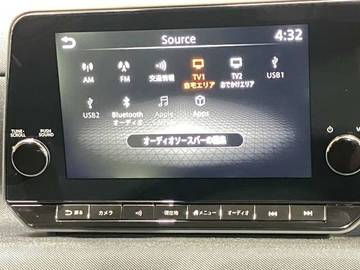 Source
4:32
AM
FM
交通情報
TV1
自宅エリア
TV2
おでかけエリア
USB1
USB2
Bluetooth
オーディオ
Apple
CarPlay
Apps
オーディオソースバーの編集
TUNE・
SCROLL
PUSH
SOUND
戻る
カメラ
現在地
メニュー
オーディオ